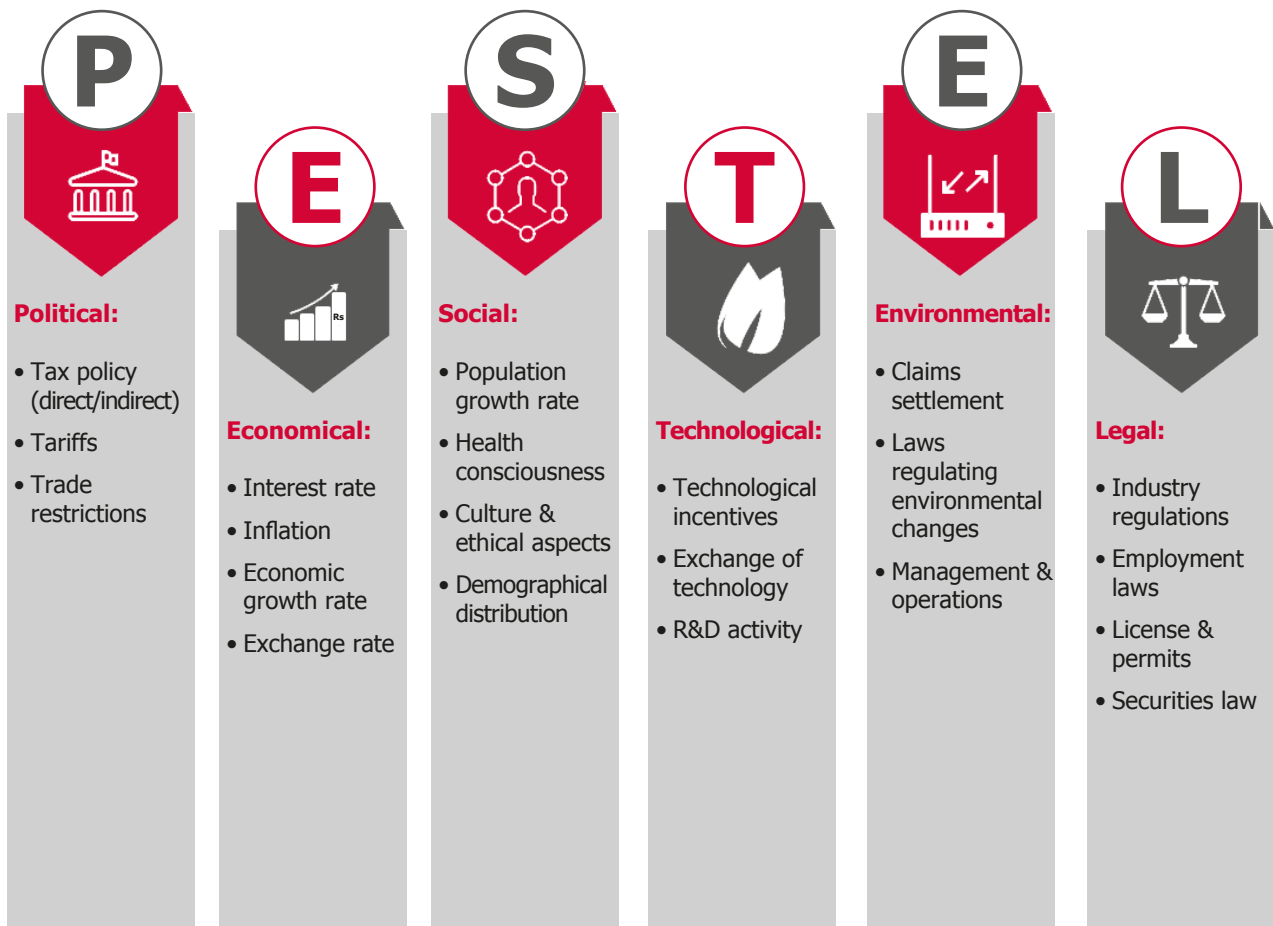 P
Political:
• Tax policy
(direct/indirect)
• Tariffs
• Trade
restrictions
E
Rs
Economical:
• Interest rate
• Inflation
• Economic
growth rate
• Exchange rate
S
Social:
• Population
growth rate
• Health
consciousness
• Culture &
ethical aspects
• Demographical
distribution
T
Technological:
• Technological
incentives
• Exchange of
technology
• R&D activity
E
Environmental:
• Claims
settlement
• Laws
regulating
environmental
changes
• Management &
operations
L
Legal:
• Industry
regulations
• Employment
laws
• License &
permits
• Securities law